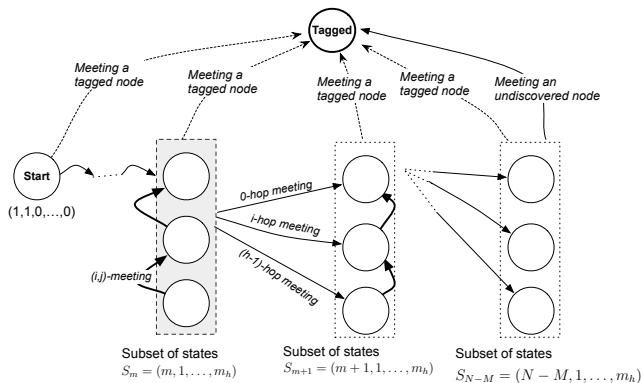 Tagged
Meeting a
tagged node
Meeting a
tagged node
Meeting a
tagged node
Meeting a
tagged node
Meeting an
undiscovered node
Start
(1,1,0,...,0)
0-hop meeting
i-hop meeting
(h-1)-hop meeting
(i,j)-meeting
Subset of states
S_m = (m, 1, . . . , m_h)
Subset of states
S_{m+1} = (m + 1, 1, . . . , m_h)
Subset of states
S_{N−M} = (N − M, 1, . . . , m_h)